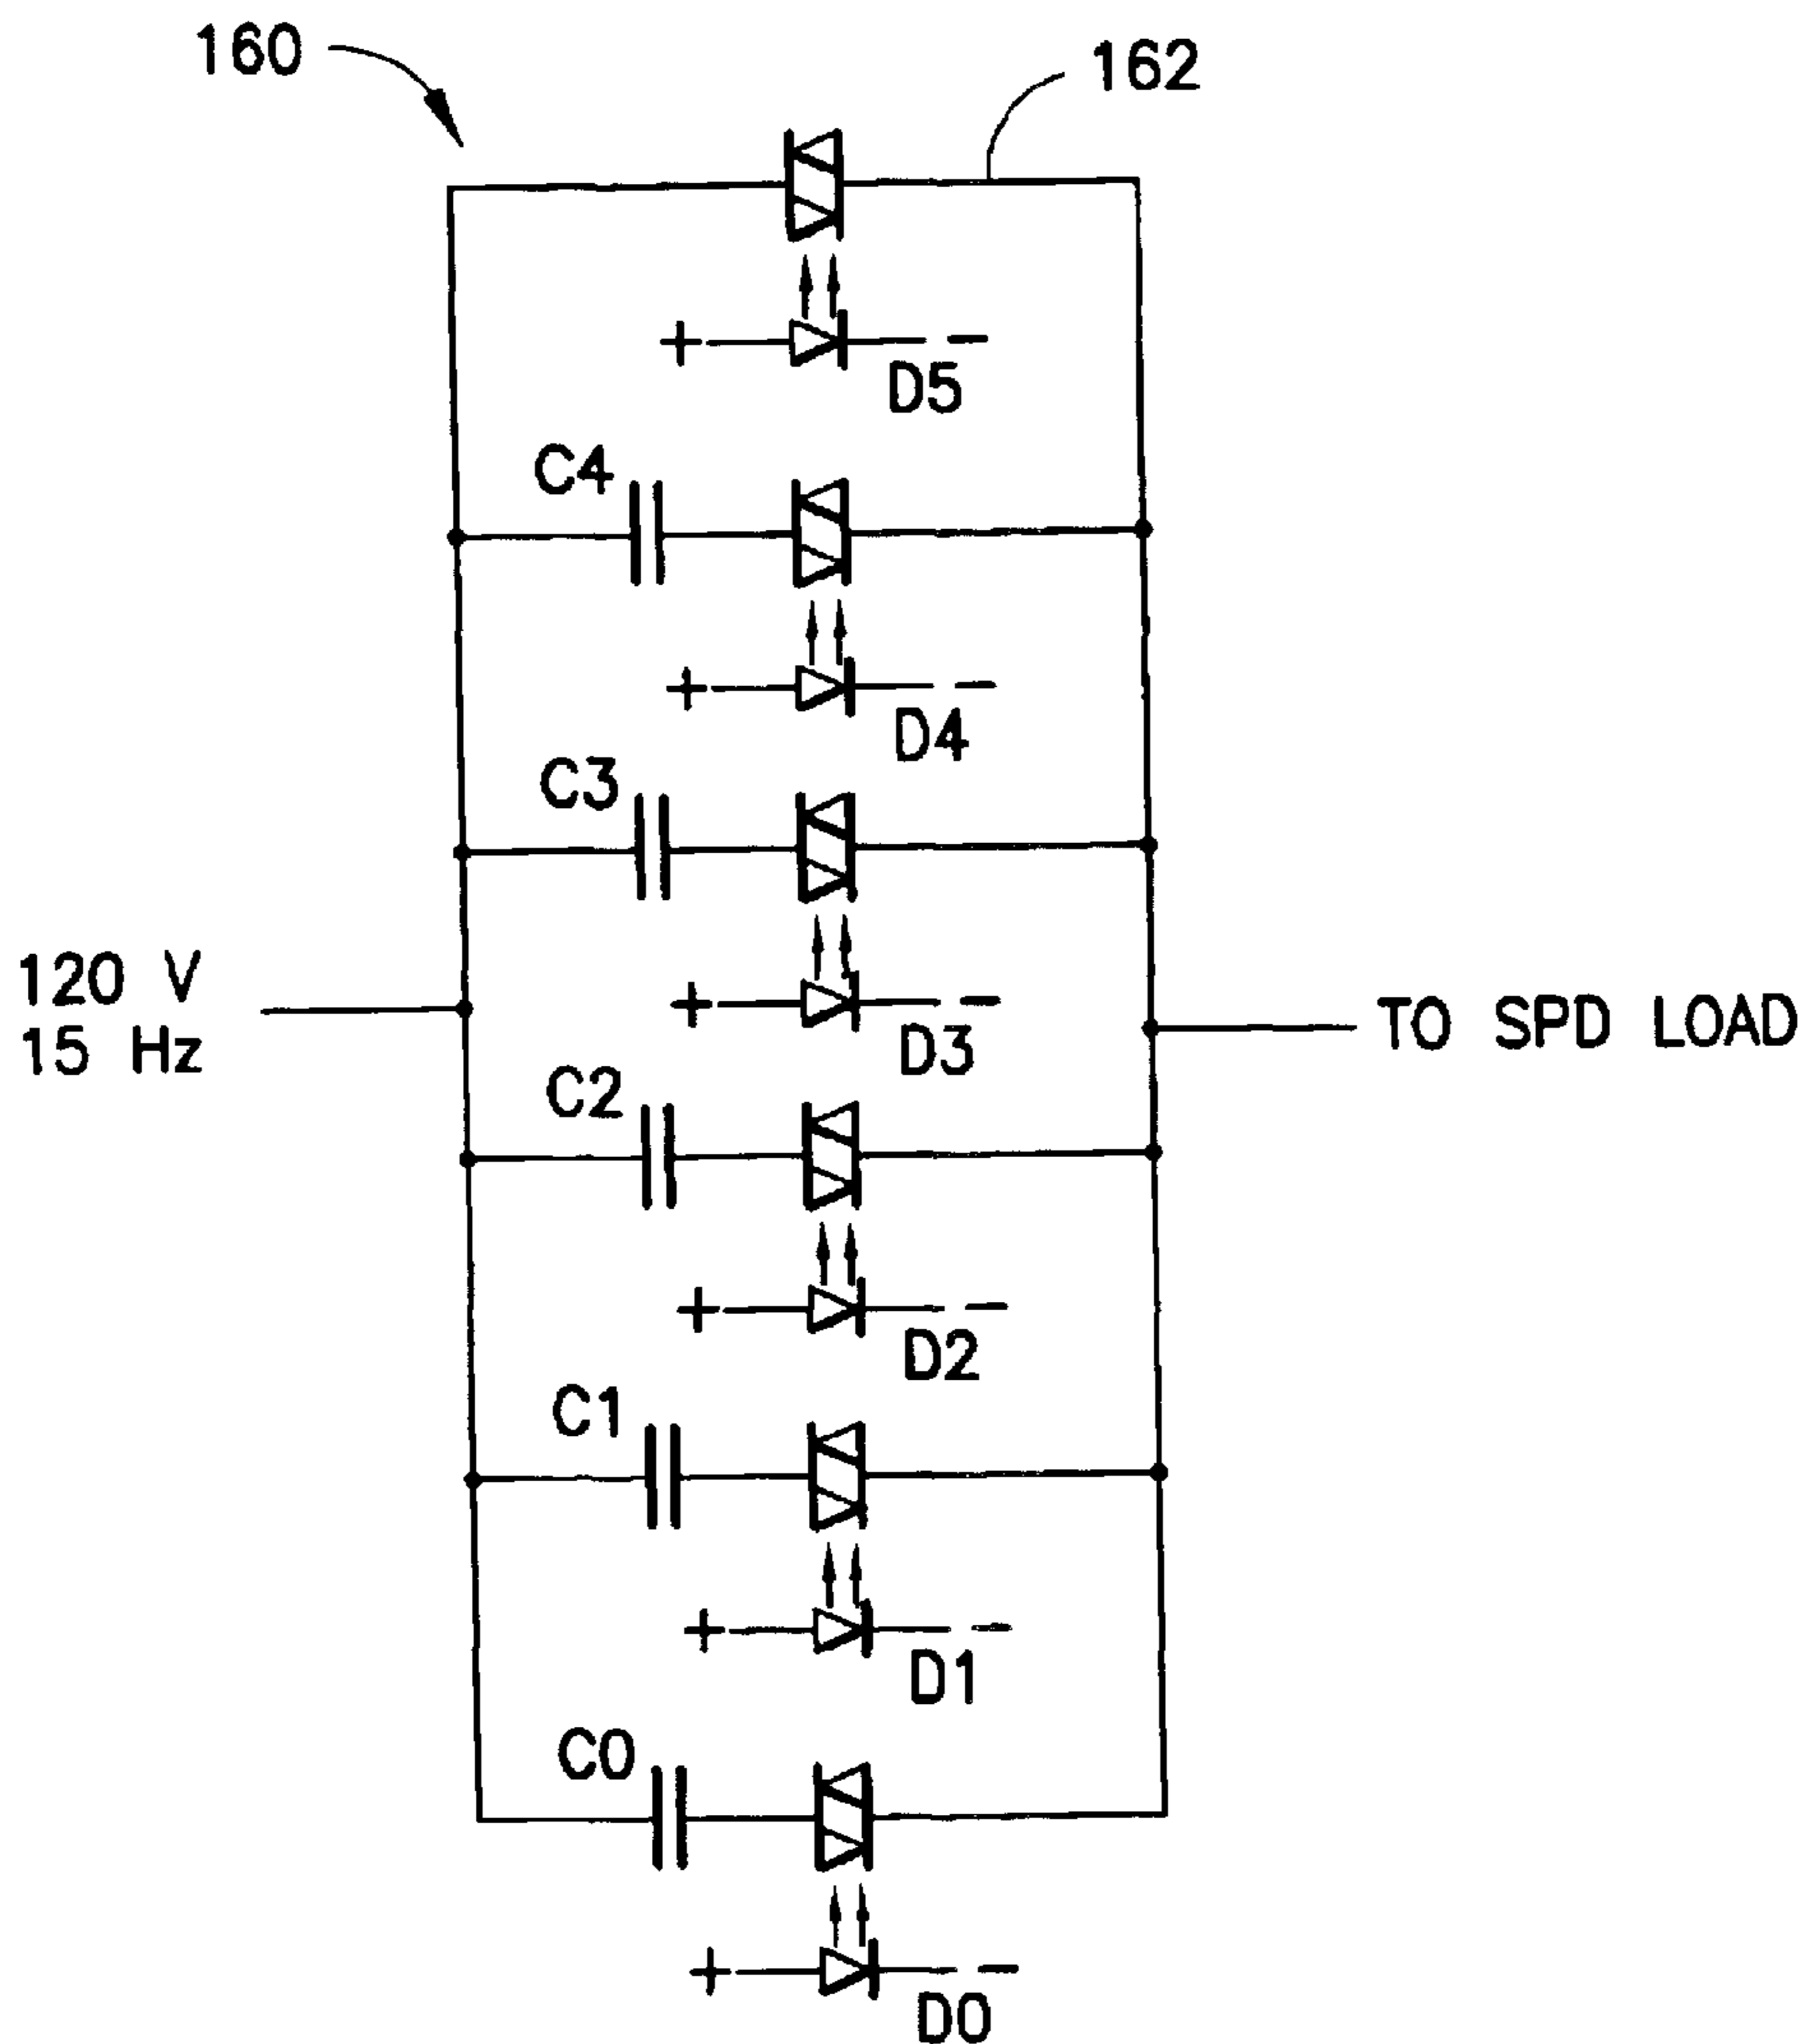 160
162
+ -
D5
C4
+ -
D4
C3
+ -
D3
120 V
15 Hz
TO SPD LOAD
C2
+ -
D2
C1
+ -
D1
C0
+ -
D0